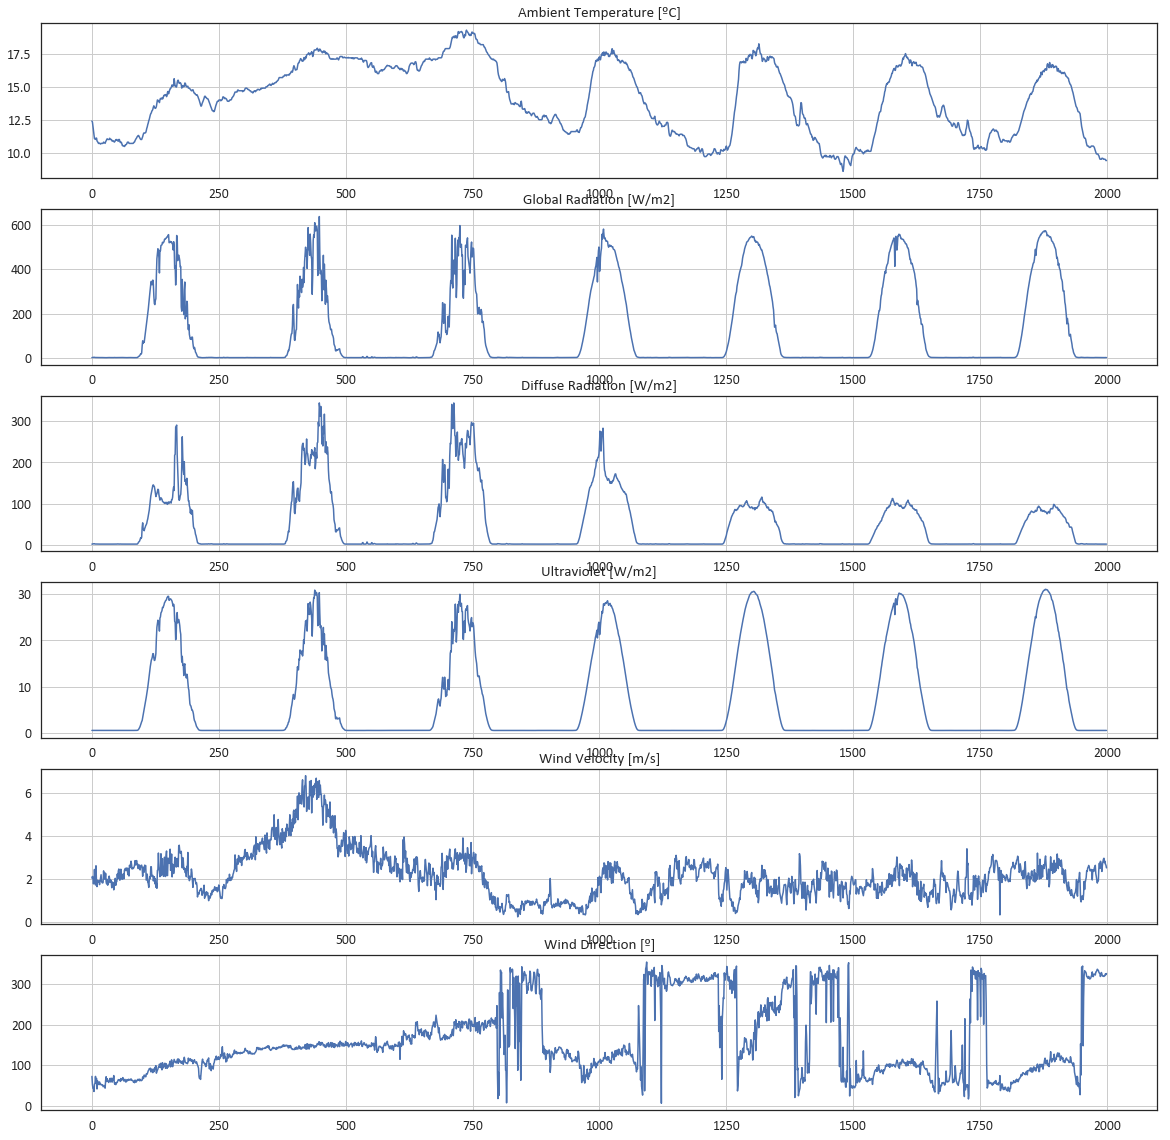 Ambient Temperature [ºC]
17.5
15.0
12.5
10.0
0 250 500 750 1000 1250 1500 1750 2000
Global Radiation [W/m2]
600
400
200
0
0 250 500 750 1000 1250 1500 1750 2000
Diffuse Radiation [W/m2]
300
200
100
0
0 250 500 750 1000 1250 1500 1750 2000
Ultraviolet [W/m2]
30
20
10
0
0 250 500 750 1000 1250 1500 1750 2000
Wind Velocity [m/s]
6
4
2
0
0 250 500 750 1000 1250 1500 1750 2000
Wind Direction [º]
300
200
100
0
0 250 500 750 1000 1250 1500 1750 2000